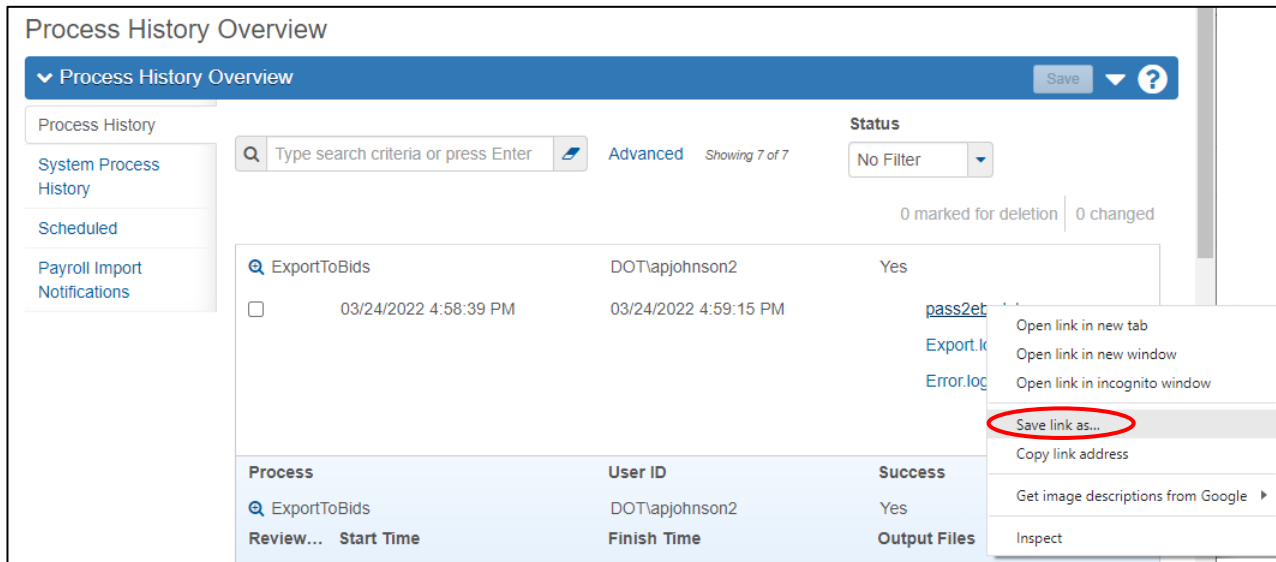 Process History Overview
Process History Overview
Save
?
Process History
System Process
History
Scheduled
Payroll Import
Notifications
Type search criteria or press Enter
Advanced
Showing 7 of 7
Status
No Filter
0 marked for deletion
0 changed
ExportToBids DOT\apjohnson2 Yes
03/24/2022 4:58:39 PM 03/24/2022 4:59:15 PM
Error.log
Open link in new tab
Open link in new window
Open link in incognito window
Save link as...
Copy link address
Get image descriptions from Google
Inspect
Process User ID Success
ExportToBids DOT\apjohnson2 Yes
Review... Start Time Finish Time Output Files